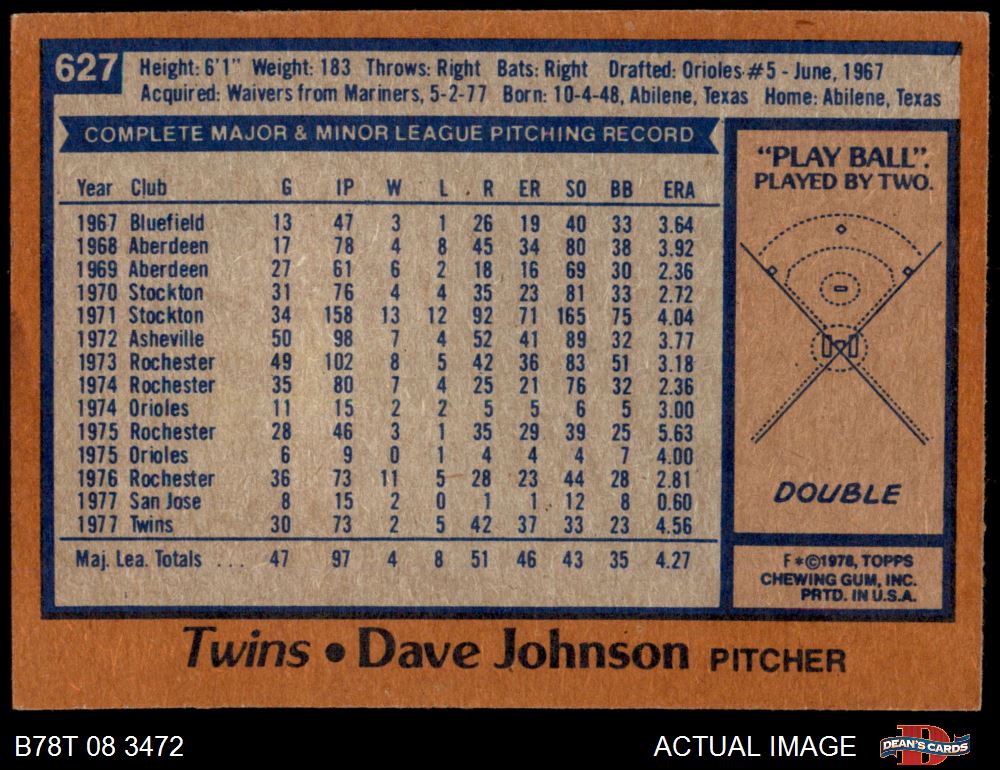 627
Height: 6'1" Weight: 183 Throws: Right Bats: Right Drafted: Orioles-#5 - June, 1967
Acquired: Waivers from Mariners, 5-2-77 Born: 10-4-48, Abilene, Texas Home: Abilene, Texas
COMPLETE MAJOR & MINOR LEAGUE PITCHING RECORD
Year Club G IP W L R ER SO BB ERA
1967 Bluefield 13 47 3 1 26 19 40 33 3.64
1968 Aberdeen 17 78 4 8 45 34 80 38 3.92
1969 Aberdeen 27 61 6 2 18 16 69 30 2.36
1970 Stockton 31 76 4 4 35 23 81 33 2.72
1971 Stockton 34 158 13 12 92 71 165 75 4.04
1972 Asheville 50 98 7 4 52 41 89 32 3.77
1973 Rochester 49 102 8 5 42 36 83 51 3.18
1974 Rochester 35 80 7 4 25 21 76 32 2.36
1974 Orioles 11 15 2 2 5 5 6 5 3.00
1975 Rochester 28 46 3 1 35 29 39 25 5.63
1975 Orioles 6 9 0 1 4 4 4 7 4.00
1976 Rochester 36 73 11 5 28 23 44 28 2.81
1977 San Jose 8 15 2 0 1 1 12 8 0.60
1977 Twins 30 73 2 5 42 37 33 23 4.56
Maj. Lea. Totals ... 47 97 4 8 51 46 43 35 4.27
"PLAY BALL".
PLAYED BY TWO.
DOUBLE
F*©1978, TOPPS
CHEWING GUM, INC.
PRTD. IN U.S.A.
Twins • Dave Johnson PITCHER
B78T 08 3472
ACTUAL IMAGE
D
DEAN'S CARDS